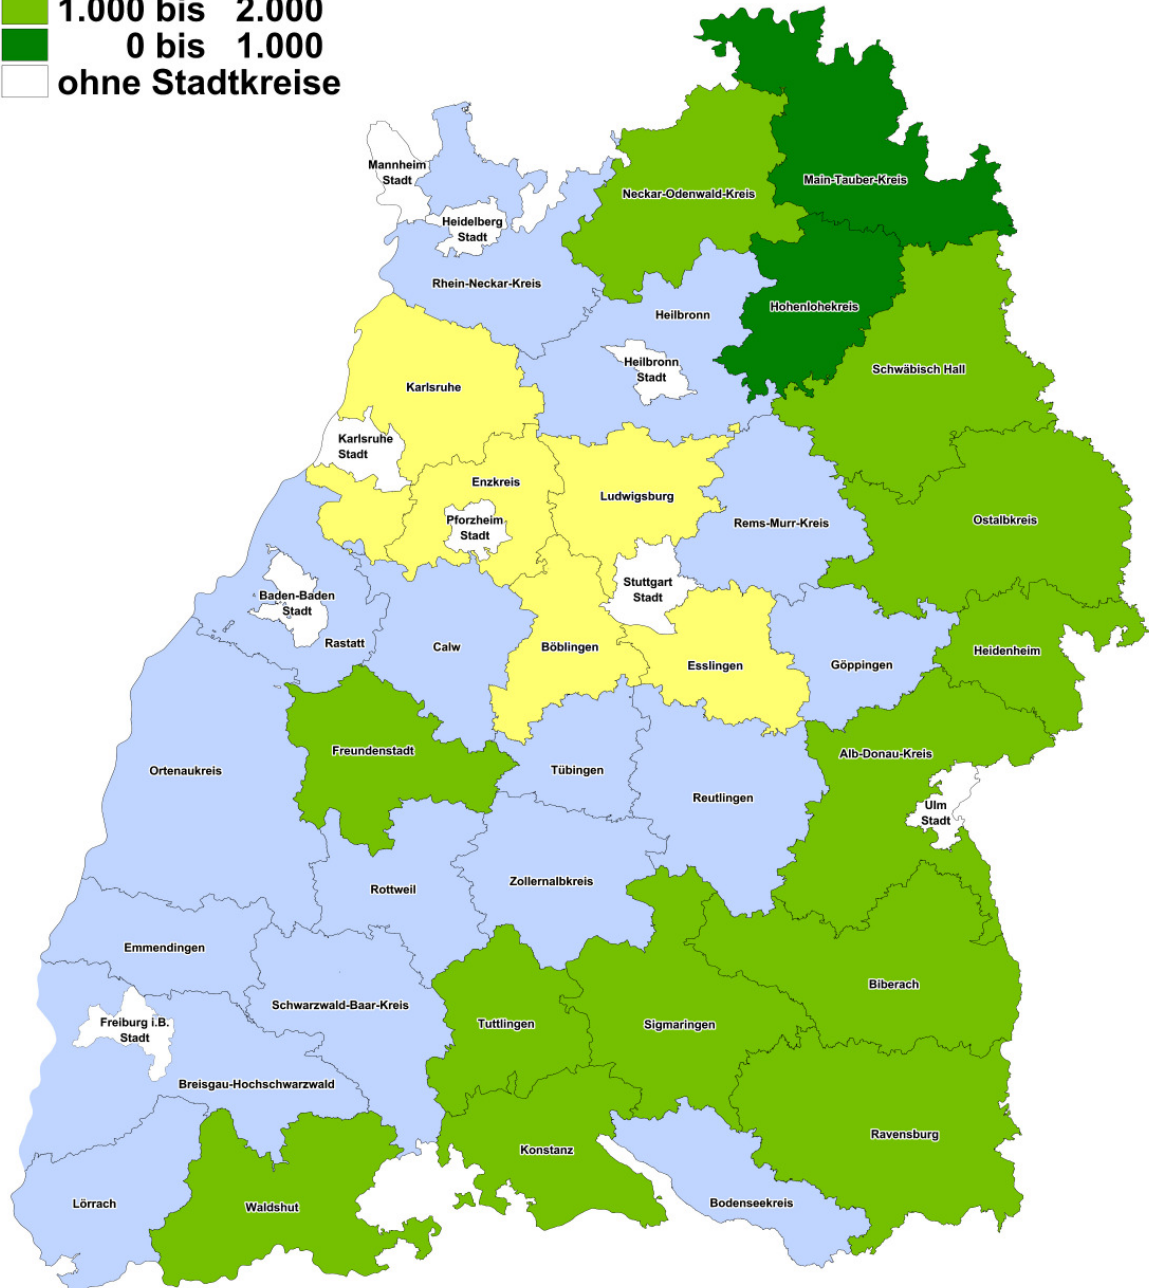 1.000 bis 2.000
0 bis 1.000
ohne Stadtkreise
Mannheim
Stadt
Neckar-Odenwald-Kreis
Main-Tauber-Kreis
Heidelberg
Stadt
Rhein-Neckar-Kreis
Heilbronn
Hohenlohekreis
Heilbronn
Stadt
Schwäbisch Hall
Karlsruhe
Karlsruhe
Stadt
Enzkreis
Ludwigsburg
Pforzheim
Stadt
Rems-Murr-Kreis
Ostalbkreis
Stuttgart
Stadt
Baden-Baden
Stadt
Rastatt
Calw
Böblingen
Esslingen
Göppingen
Heidenheim
Freundenstadt
Alb-Donau-Kreis
Ortenaukreis
Tübingen
Reutlingen
Ulm
Stadt
Rottweil
Zollernalbkreis
Emmendingen
Schwarzwald-Baar-Kreis
Biberach
Freiburg i.B.
Stadt
Tuttlingen
Sigmaringen
Breisgau-Hochschwarzwald
Ravensburg
Konstanz
Lörrach
Waldshut
Bodenseekreis